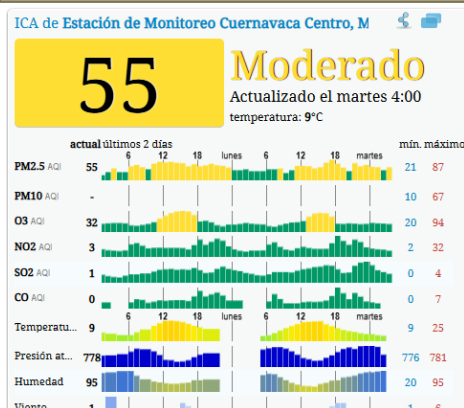 ICA de Estación de Monitoreo Cuernavaca Centro, M
55
Moderado
Actualizado el martes 4:00
temperatura: 9°C
actual últimos 2 días mín. máximo
6 12 18 lunes 6 12 18 martes
PM2.5 AQI 55 21 87
PM10 AQI - 10 67
O3 AQI 32 20 94
NO2 AQI 3 2 32
SO2 AQI 1 0 4
CO AQI 0 0 7
6 12 18 lunes 6 12 18 martes
Temperatu... 9 9 25
Presión at... 778 776 781
Humedad 95 20 95
Viento 1 1 6